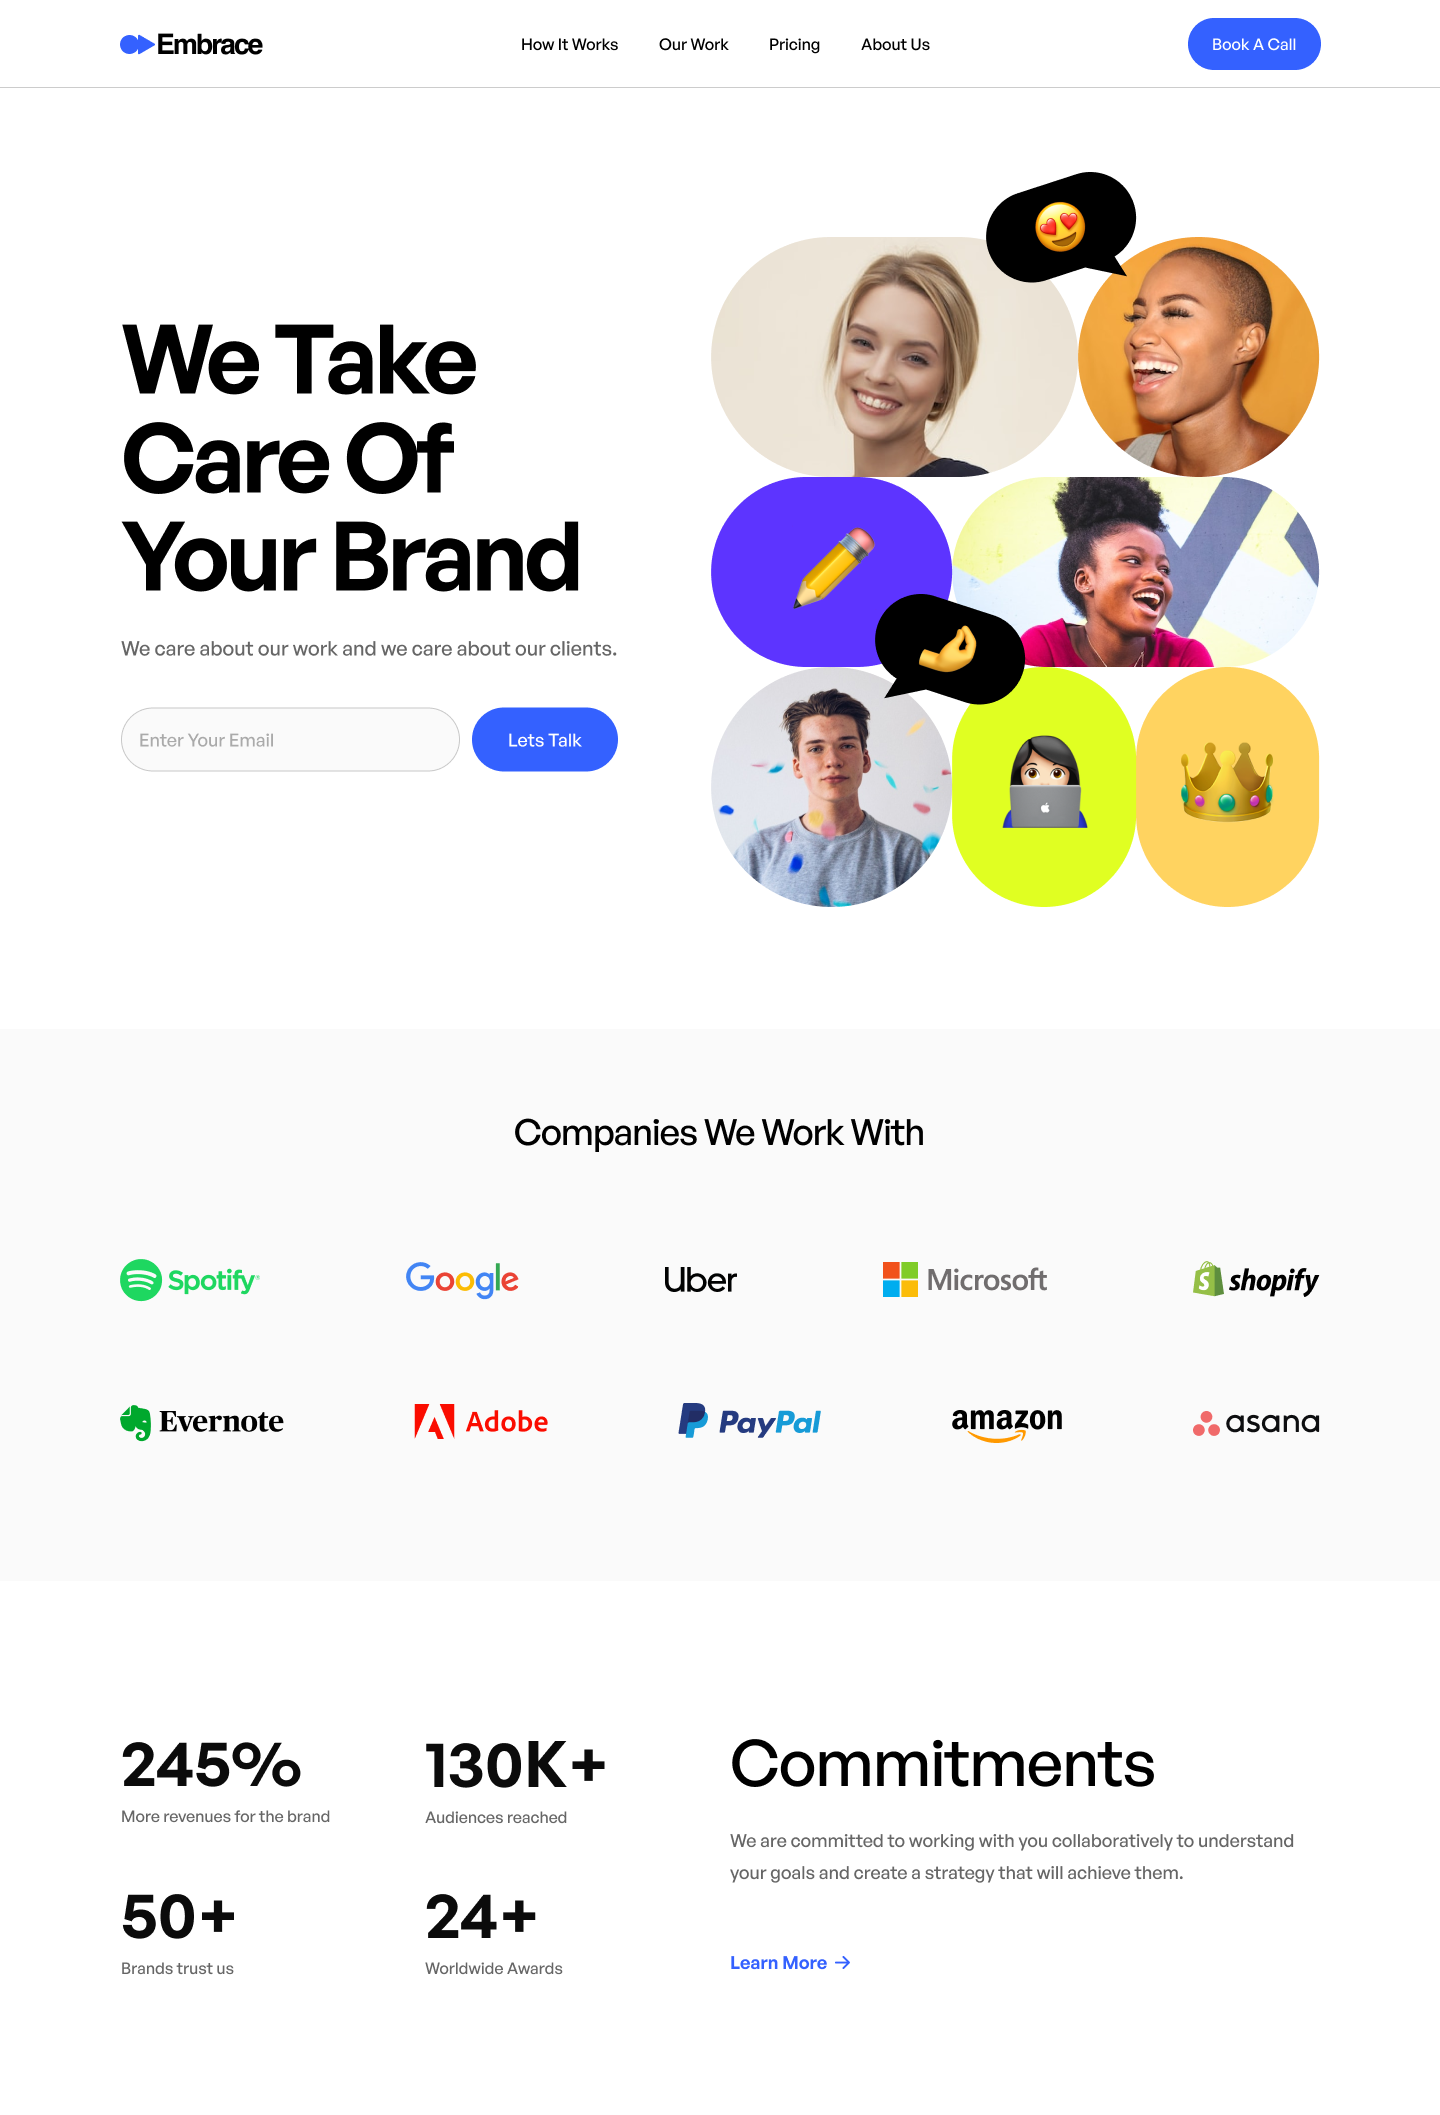 Embrace
How It Works
Our Work
Pricing
About Us
Book A Call
We Take
Care Of
Your Brand
We care about our work and we care about our clients.
Enter Your Email
Lets Talk
Companies We Work With
Spotify
Google
Uber
Microsoft
shopify
Evernote
Adobe
PayPal
amazon
asana
245%
More revenues for the brand
130K+
Audiences reached
50+
Brands trust us
24+
Worldwide Awards
Commitments
We are committed to working with you collaboratively to understand
your goals and create a strategy that will achieve them.
Learn More →